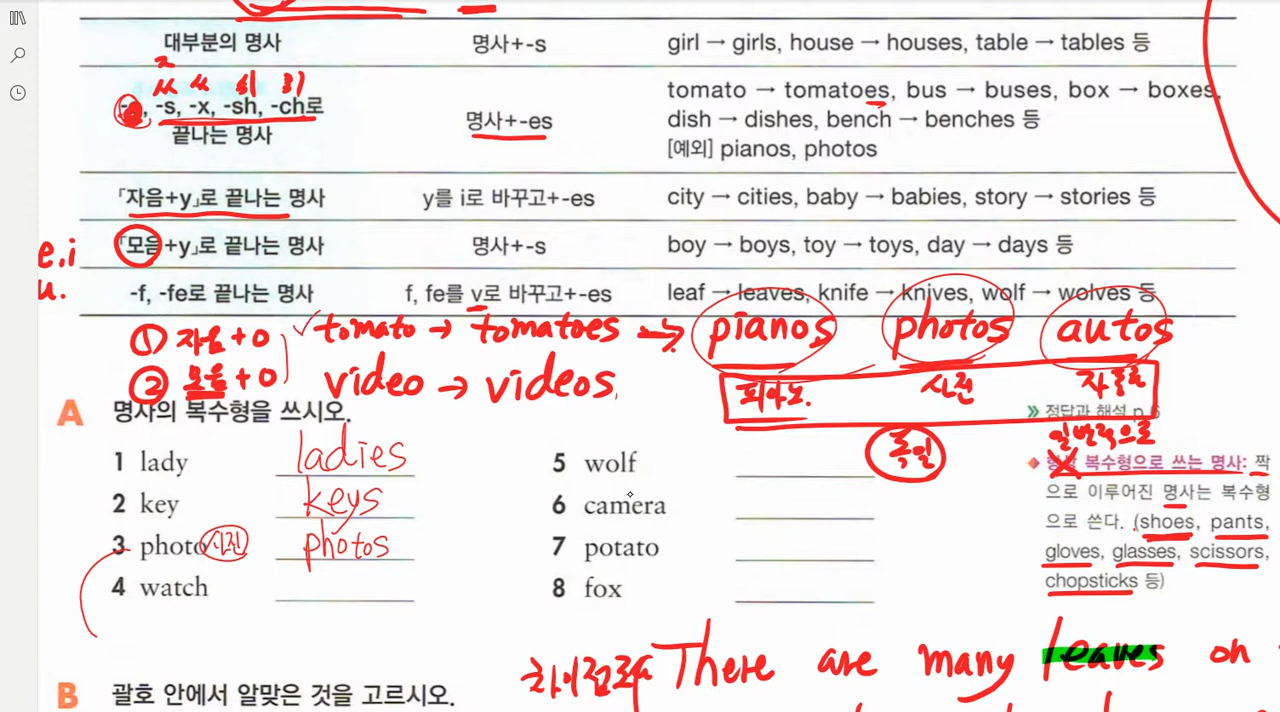 대부분의 명사 명사+-s girl → girls, house → houses, table → tables 등
-s, -x, -sh, -ch로 끝나는 명사 명사+-es tomato → tomatoes, bus → buses, box → boxes,
dish → dishes, bench → benches 등
[예외] pianos, photos
「자음+y」로 끝나는 명사 y를 i로 바꾸고+-es city → cities, baby → babies, story → stories 등
「모음+y」로 끝나는 명사 명사+-s boy → boys, toy → toys, day → days 등
e.i
u.
-f, -fe로 끝나는 명사 f, fe를 v로 바꾸고+-es leaf → leaves, knife → knives, wolf → wolves 등
① 자음+o tomato → tomatoes → pianos photos autos
② 모음+o video → videos
피아노. 사진
독일
A 명사의 복수형을 쓰시오.
» 정답과 해설 p.6
1 lady ladies
2 key keys
3 photo 사진 photos
4 watch
5 wolf
6 camera
7 potato
8 fox
일반적으로
항상 복수형으로 쓰는 명사: 짝
으로 이루어진 명사는 복수형
으로 쓴다. (shoes, pants,
gloves, glasses, scissors,
chopsticks 등)
There are many leaves on
B 괄호 안에서 알맞은 것을 고르시오.